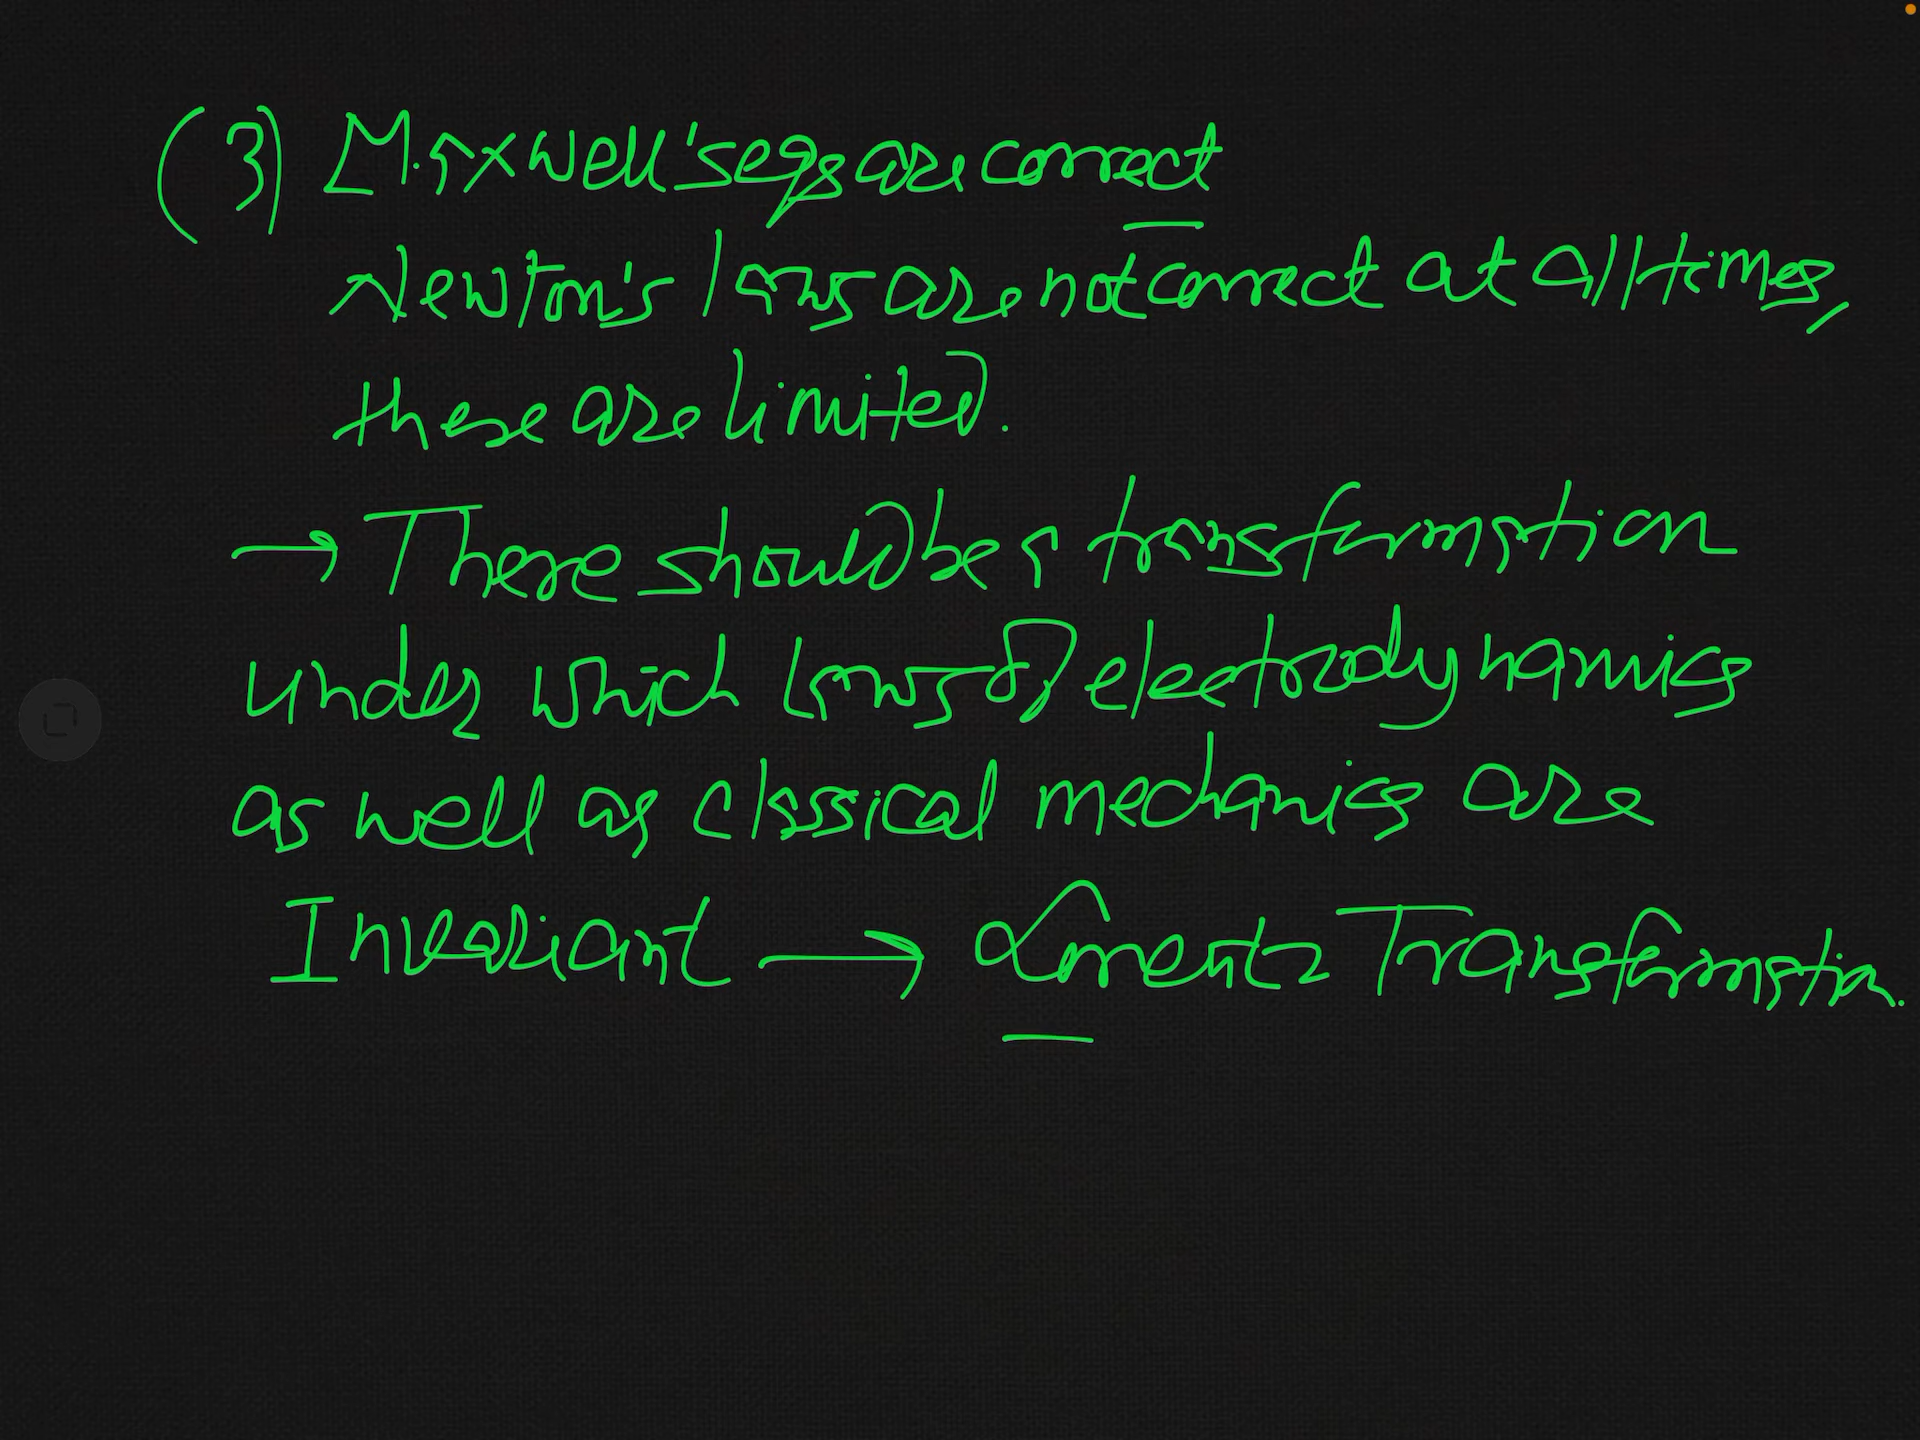 (3) Maxwell's eqs are correct
Newton's laws are not correct at all times,
these are limited.
→ There should be a transformation
under which laws of electrodynamics
as well as classical mechanics are
Invariant → Lorentz Transformation.